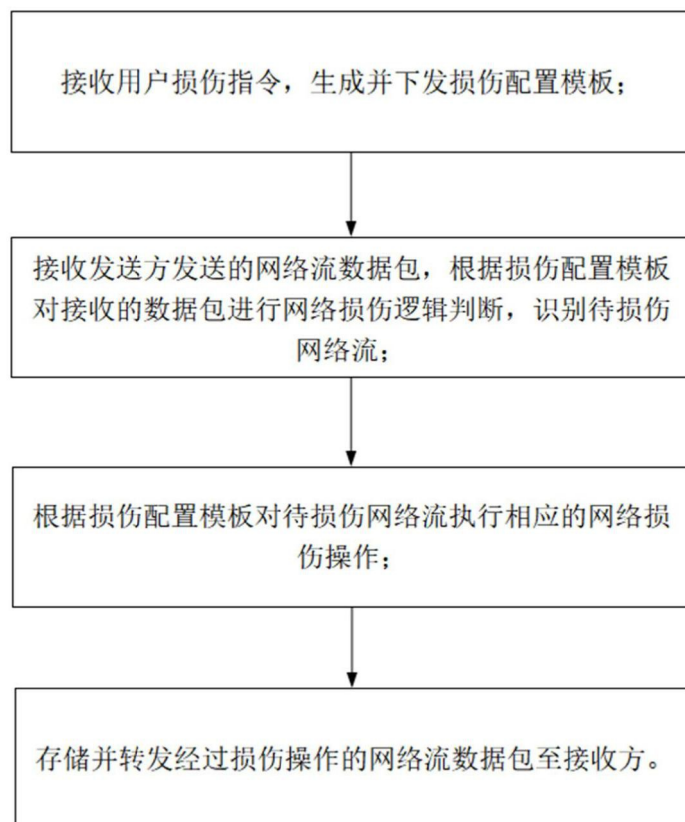 接收用户损伤指令，生成并下发损伤配置模板；
接收发送方发送的网络流数据包，根据损伤配置模板
对接收的数据包进行网络损伤逻辑判断，识别待损伤
网络流；
根据损伤配置模板对待损伤网络流执行相应的网络损
伤操作；
存储并转发经过损伤操作的网络流数据包至接收方。